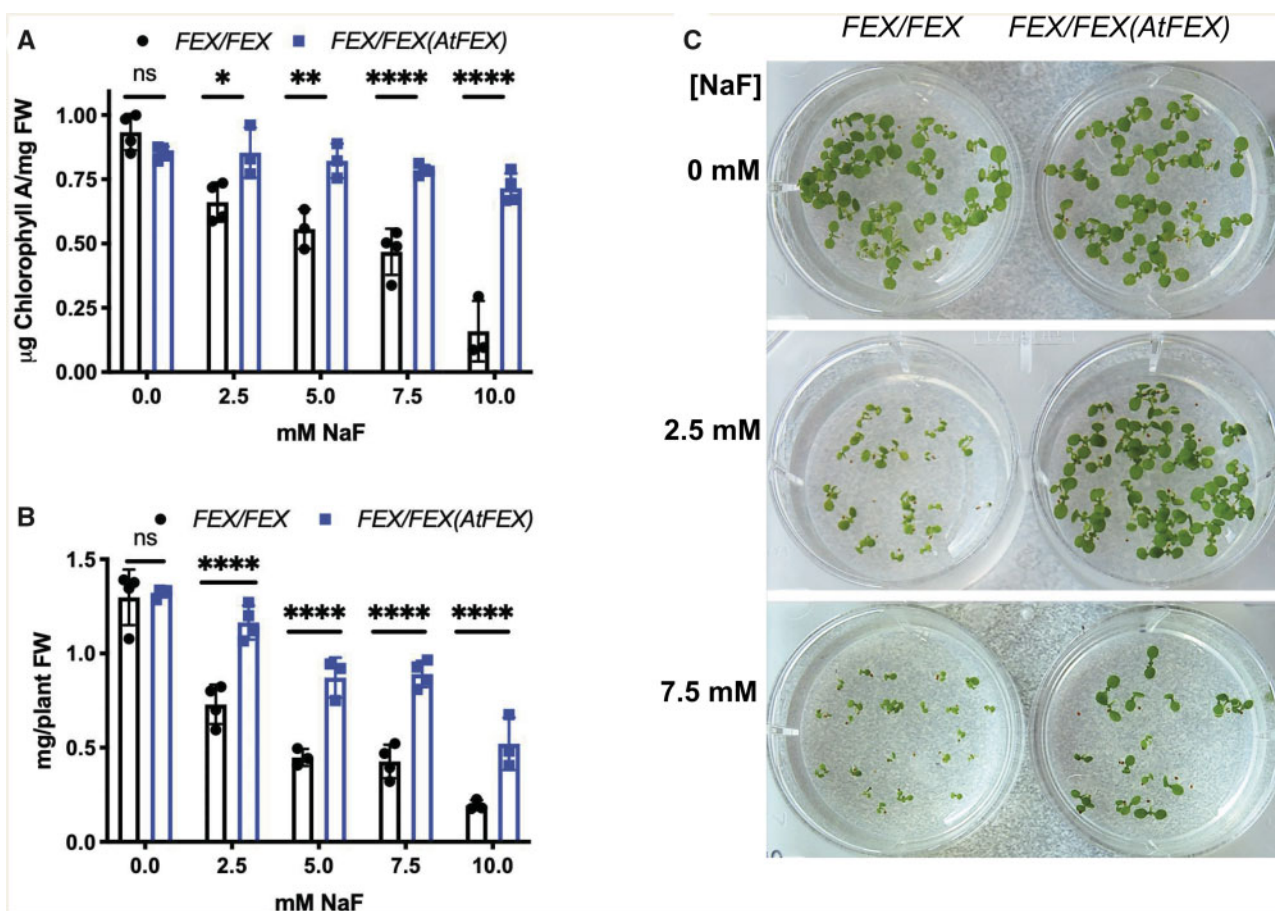 A
FEX/FEX FEX/FEX(AtFEX)
ns * ** **** ****
1.00
0.75
0.50
0.25
0.00
µg Chlorophyll A/mg FW
0.0 2.5 5.0 7.5 10.0
mM NaF
B
FEX/FEX FEX/FEX(AtFEX)
ns **** **** **** ****
1.5
1.0
0.5
0.0
mg/plant FW
0.0 2.5 5.0 7.5 10.0
mM NaF
C
FEX/FEX FEX/FEX(AtFEX)
[NaF]
0 mM
2.5 mM
7.5 mM